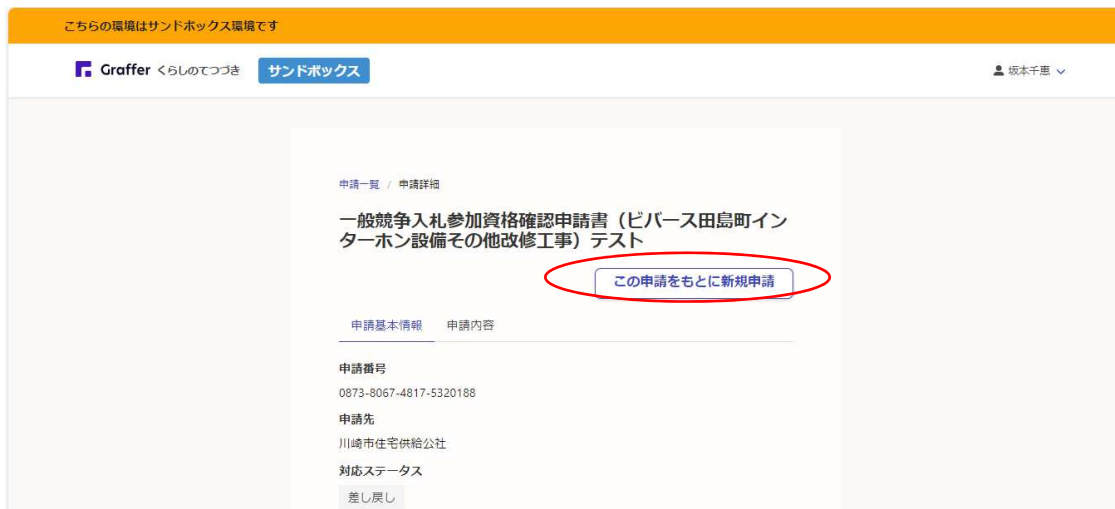 こちらの環境はサンドボックス環境です
Graffer くらしのてつづき サンドボックス 坂本千恵
申請一覧 / 申請詳細
一般競争入札参加資格確認申請書（ビバース田島町イン
ターホン設備その他改修工事）テスト
この申請をもとに新規申請
申請基本情報 申請内容
申請番号
0873-8067-4817-5320188
申請先
川崎市住宅供給公社
対応ステータス
差し戻し